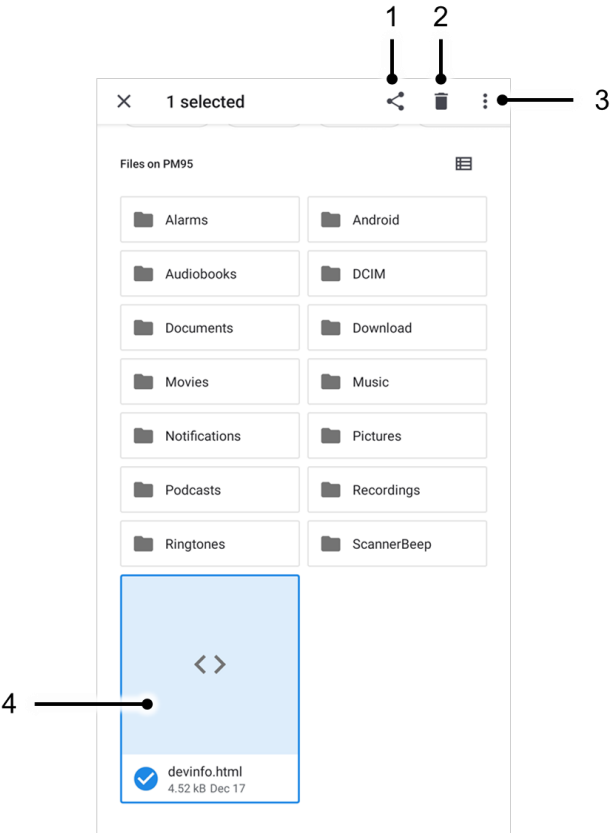 1 2
1 selected
3
Files on PM95
Alarms Android
Audiobooks DCIM
Documents Download
Movies Music
Notifications Pictures
Podcasts Recordings
Ringtones ScannerBeep
4
devinfo.html
4.52 kB Dec 17